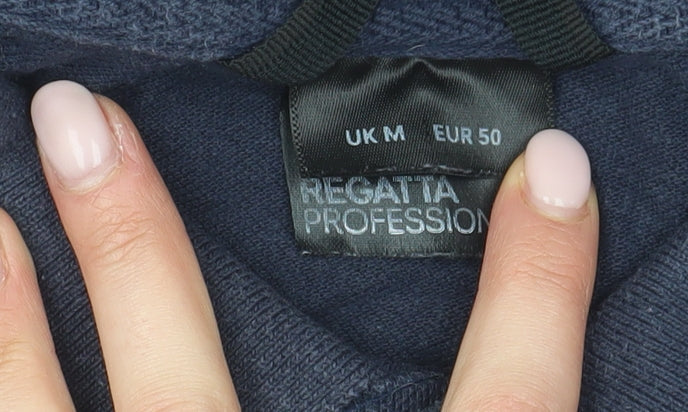 UK M EUR 50
REGATTA
PROFESSION